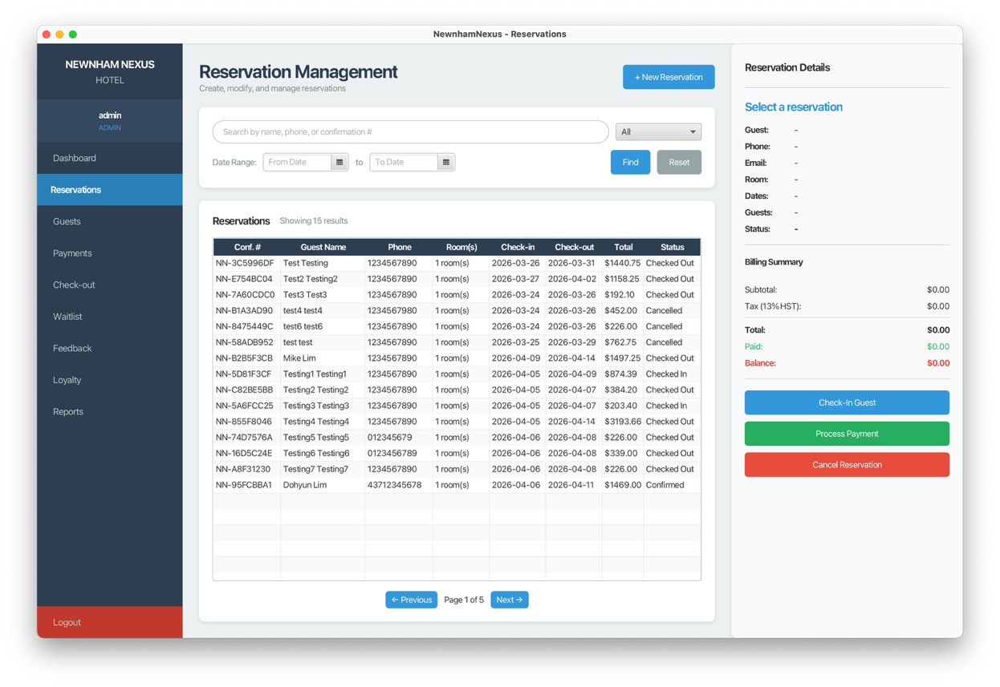 NewnhamNexus - Reservations
NEWNHAM NEXUS
HOTEL
admin
ADMIN
Dashboard
Reservations
Guests
Payments
Check-out
Waitlist
Feedback
Loyalty
Reports
Logout
Reservation Management
Create, modify, and manage reservations
+ New Reservation
Search by name, phone, or confirmation #
All
Date Range: From Date to To Date
Find Reset
Reservations Showing 15 results
Conf. # Guest Name Phone Room(s) Check-in Check-out Total Status
NN-3C5996DF Test Testing 1234567890 1 room(s) 2026-03-26 2026-03-31 $1440.75 Checked Out
NN-E754BC04 Test2 Testing2 1234567890 1 room(s) 2026-03-27 2026-04-02 $1158.25 Checked Out
NN-7A60CDC0 Test3 Test3 1234567890 1 room(s) 2026-03-24 2026-03-26 $192.10 Checked Out
NN-B1A3AD90 test4 test4 1234567980 1 room(s) 2026-03-24 2026-03-26 $452.00 Cancelled
NN-8475449C test6 test6 1234567890 1 room(s) 2026-03-24 2026-03-26 $226.00 Cancelled
NN-58ADB952 test test 1234567890 1 room(s) 2026-03-25 2026-03-29 $762.75 Cancelled
NN-B2B5F3CB Mike Lim 1234567890 1 room(s) 2026-04-09 2026-04-14 $1497.25 Checked Out
NN-5D81F3CF Testing1 Testing1 1234567890 1 room(s) 2026-04-05 2026-04-09 $874.39 Checked In
NN-C82BE5BB Testing2 Testing2 1234567890 1 room(s) 2026-04-05 2026-04-07 $384.20 Checked Out
NN-5A6FCC25 Testing3 Testing3 1234567890 1 room(s) 2026-04-05 2026-04-07 $203.40 Checked In
NN-855F8046 Testing4 Testing4 1234567890 1 room(s) 2026-04-05 2026-04-14 $3193.66 Checked Out
NN-74D7576A Testing5 Testing5 012345679 1 room(s) 2026-04-06 2026-04-08 $226.00 Checked Out
NN-16D5C24E Testing6 Testing6 0123456789 1 room(s) 2026-04-06 2026-04-08 $339.00 Checked Out
NN-A8F31230 Testing7 Testing7 1234567890 1 room(s) 2026-04-06 2026-04-08 $226.00 Checked Out
NN-95FCBBA1 Dohyun Lim 43712345678 1 room(s) 2026-04-06 2026-04-11 $1469.00 Confirmed
← Previous Page 1 of 5 Next →
Reservation Details
Select a reservation
Guest: -
Phone: -
Email: -
Room: -
Dates: -
Guests: -
Status: -
Billing Summary
Subtotal: $0.00
Tax (13% HST): $0.00
Total: $0.00
Paid: $0.00
Balance: $0.00
Check-In Guest
Process Payment
Cancel Reservation